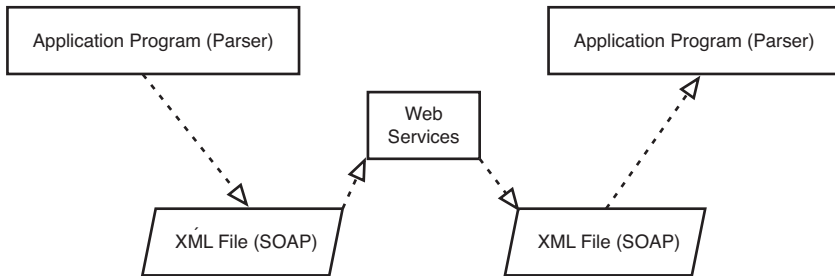 Application Program (Parser)
Application Program (Parser)
Web
Services
XML File (SOAP)
XML File (SOAP)